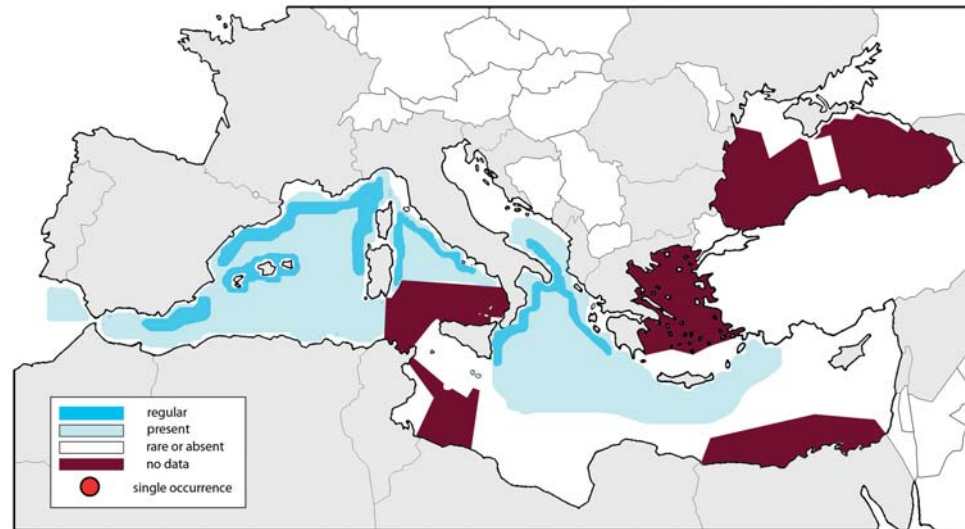 regular
present
rare or absent
no data
single occurrence